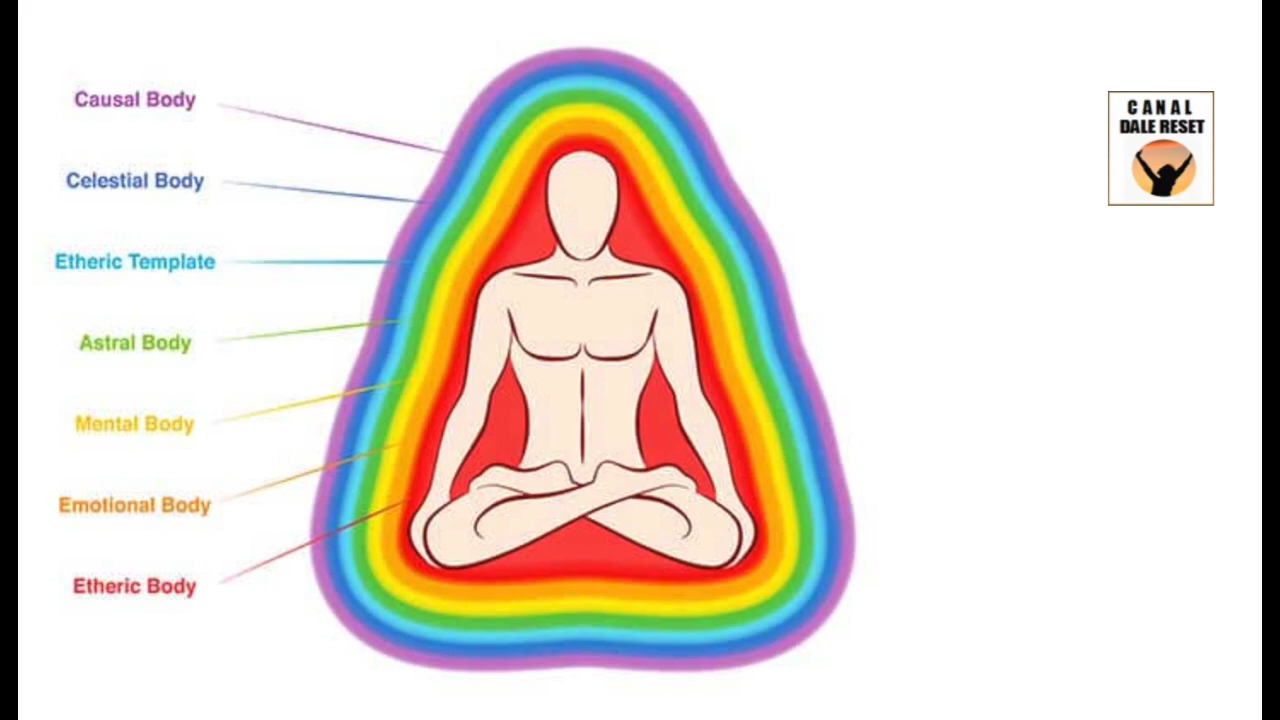 Causal Body
Celestial Body
Etheric Template
Astral Body
Mental Body
Emotional Body
Etheric Body
CANAL
DALE RESET